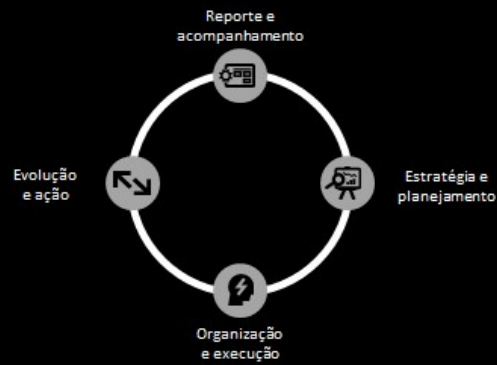 Reporte e
acompanhamento
Evolução
e ação
Estratégia e
planejamento
Organização
e execução